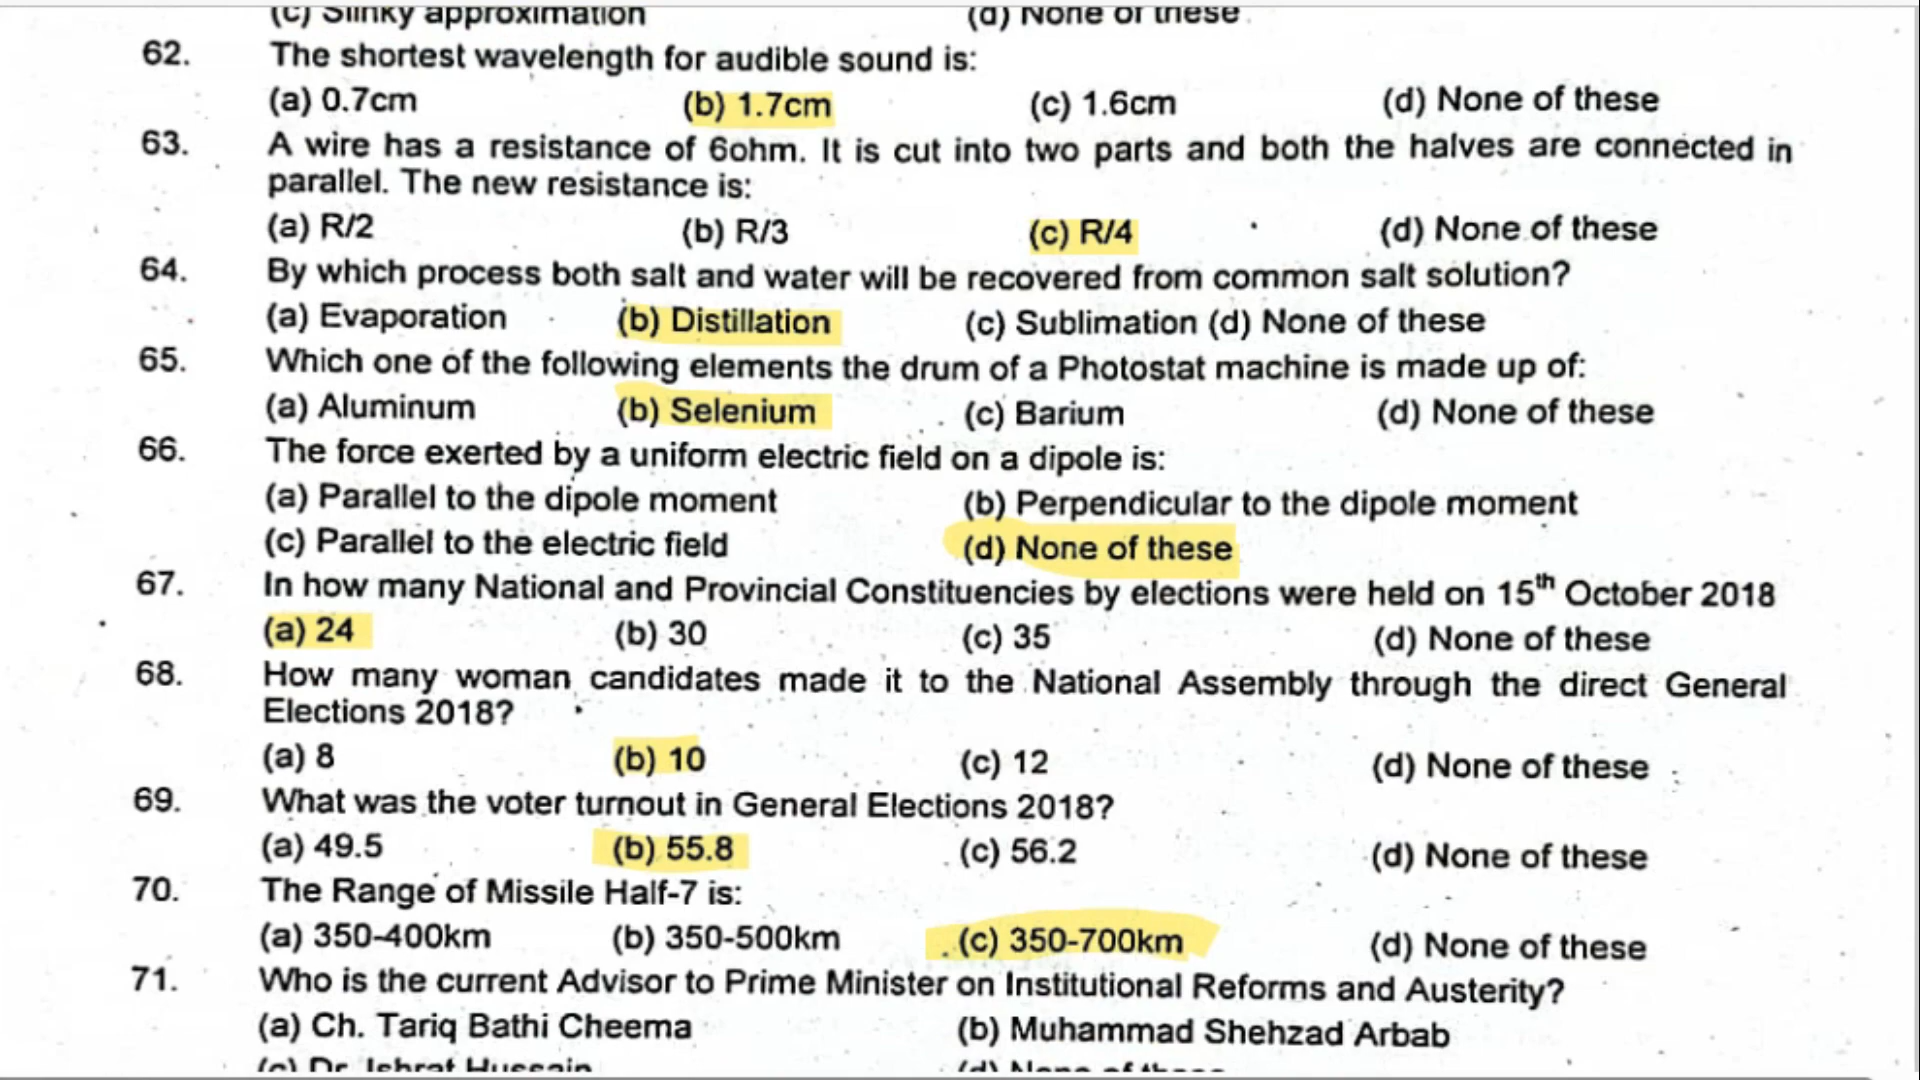 (c) Slinky approximation (d) None of these
62. The shortest wavelength for audible sound is:
(a) 0.7cm (b) 1.7cm (c) 1.6cm (d) None of these
63. A wire has a resistance of 6ohm. It is cut into two parts and both the halves are connected in
parallel. The new resistance is:
(a) R/2 (b) R/3 (c) R/4 (d) None of these
64. By which process both salt and water will be recovered from common salt solution?
(a) Evaporation (b) Distillation (c) Sublimation (d) None of these
65. Which one of the following elements the drum of a Photostat machine is made up of:
(a) Aluminum (b) Selenium (c) Barium (d) None of these
66. The force exerted by a uniform electric field on a dipole is:
(a) Parallel to the dipole moment (b) Perpendicular to the dipole moment
(c) Parallel to the electric field (d) None of these
67. In how many National and Provincial Constituencies by elections were held on 15th October 2018
(a) 24 (b) 30 (c) 35 (d) None of these
68. How many woman candidates made it to the National Assembly through the direct General
Elections 2018?
(a) 8 (b) 10 (c) 12 (d) None of these
69. What was the voter turnout in General Elections 2018?
(a) 49.5 (b) 55.8 (c) 56.2 (d) None of these
70. The Range of Missile Half-7 is:
(a) 350-400km (b) 350-500km (c) 350-700km (d) None of these
71. Who is the current Advisor to Prime Minister on Institutional Reforms and Austerity?
(a) Ch. Tariq Bathi Cheema (b) Muhammad Shehzad Arbab
(c) Dr. Ishrat Hussain (d) None of these